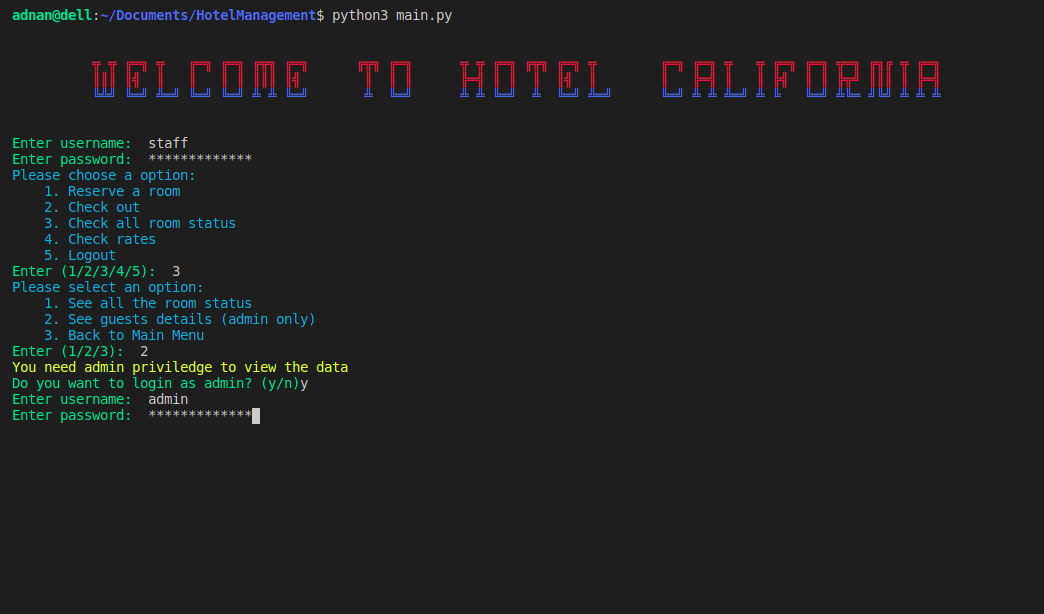 adnan@dell:~/Documents/HotelManagement$ python3 main.py
WELCOME TO HOTEL CALIFORNIA
Enter username:  staff
Enter password:  *************
Please choose a option:
    1. Reserve a room
    2. Check out
    3. Check all room status
    4. Check rates
    5. Logout
Enter (1/2/3/4/5):  3
Please select an option:
    1. See all the room status
    2. See guests details (admin only)
    3. Back to Main Menu
Enter (1/2/3):  2
You need admin priviledge to view the data
Do you want to login as admin? (y/n)y
Enter username:  admin
Enter password:  *************